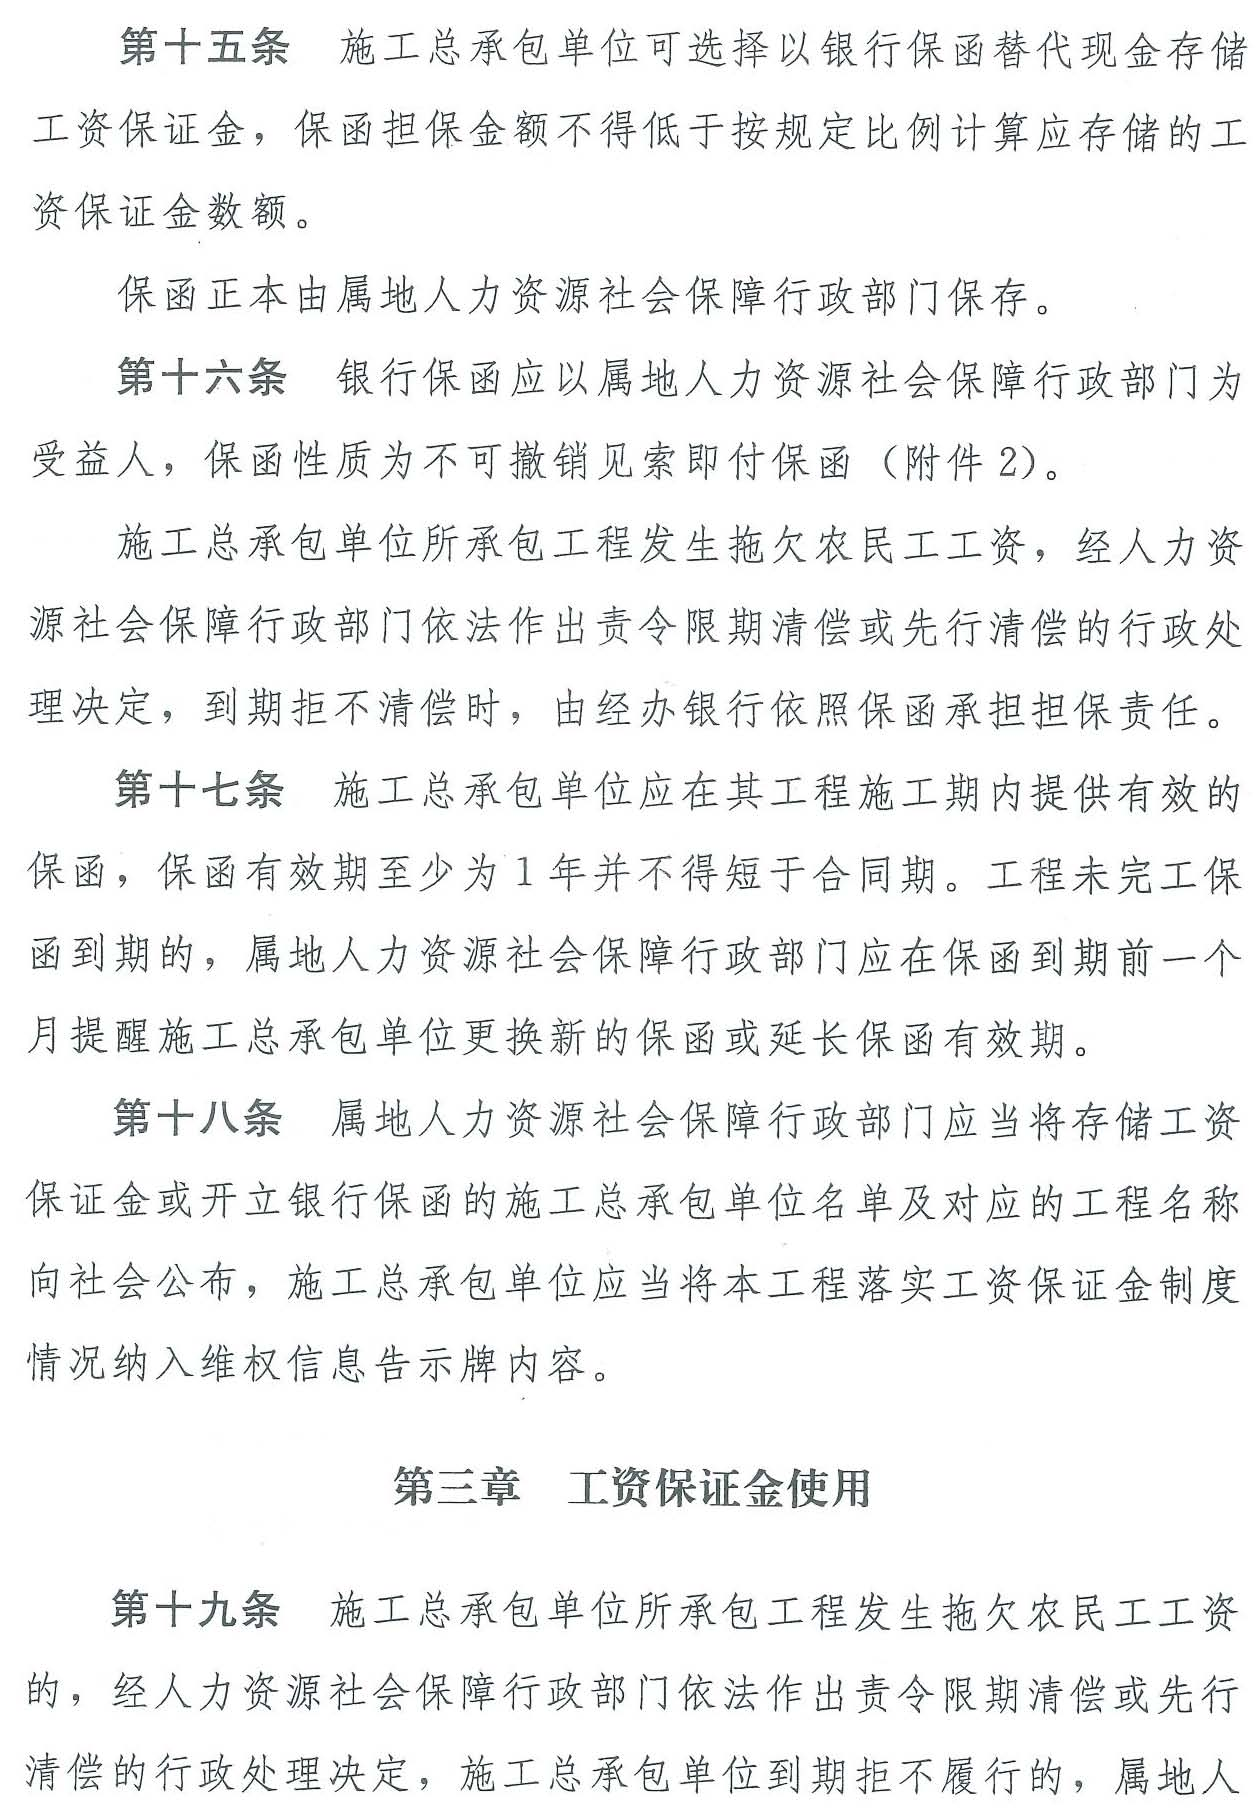 第十五条　施工总承包单位可选择以银行保函替代现金存储
工资保证金，保函担保金额不得低于按规定比例计算应存储的工
资保证金数额。
保函正本由属地人力资源社会保障行政部门保存。
第十六条　银行保函应以属地人力资源社会保障行政部门为
受益人，保函性质为不可撤销见索即付保函（附件2）。
施工总承包单位所承包工程发生拖欠农民工工资，经人力资
源社会保障行政部门依法作出责令限期清偿或先行清偿的行政处
理决定，到期拒不清偿时，由经办银行依照保函承担担保责任。
第十七条　施工总承包单位应在其工程施工期内提供有效的
保函，保函有效期至少为1年并不得短于合同期。工程未完工保
函到期的，属地人力资源社会保障行政部门应在保函到期前一个
月提醒施工总承包单位更换新的保函或延长保函有效期。
第十八条　属地人力资源社会保障行政部门应当将存储工资
保证金或开立银行保函的施工总承包单位名单及对应的工程名称
向社会公布，施工总承包单位应当将本工程落实工资保证金制度
情况纳入维权信息告示牌内容。
第三章　工资保证金使用
第十九条　施工总承包单位所承包工程发生拖欠农民工工资
的，经人力资源社会保障行政部门依法作出责令限期清偿或先行
清偿的行政处理决定，施工总承包单位到期拒不履行的，属地人